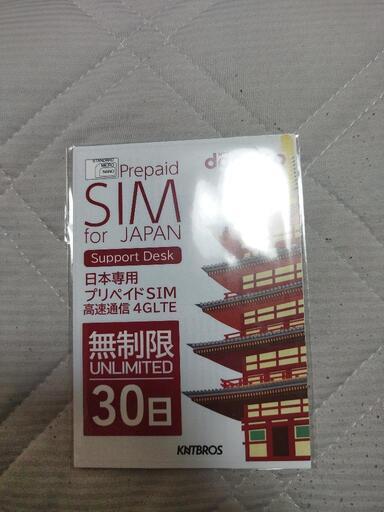 STANDARD
MICRO
NANO
Prepaid
SIM
for JAPAN
Support Desk
日本専用
プリペイドSIM
高速通信 4GLTE
無制限
UNLIMITED
30日
KNTBROS